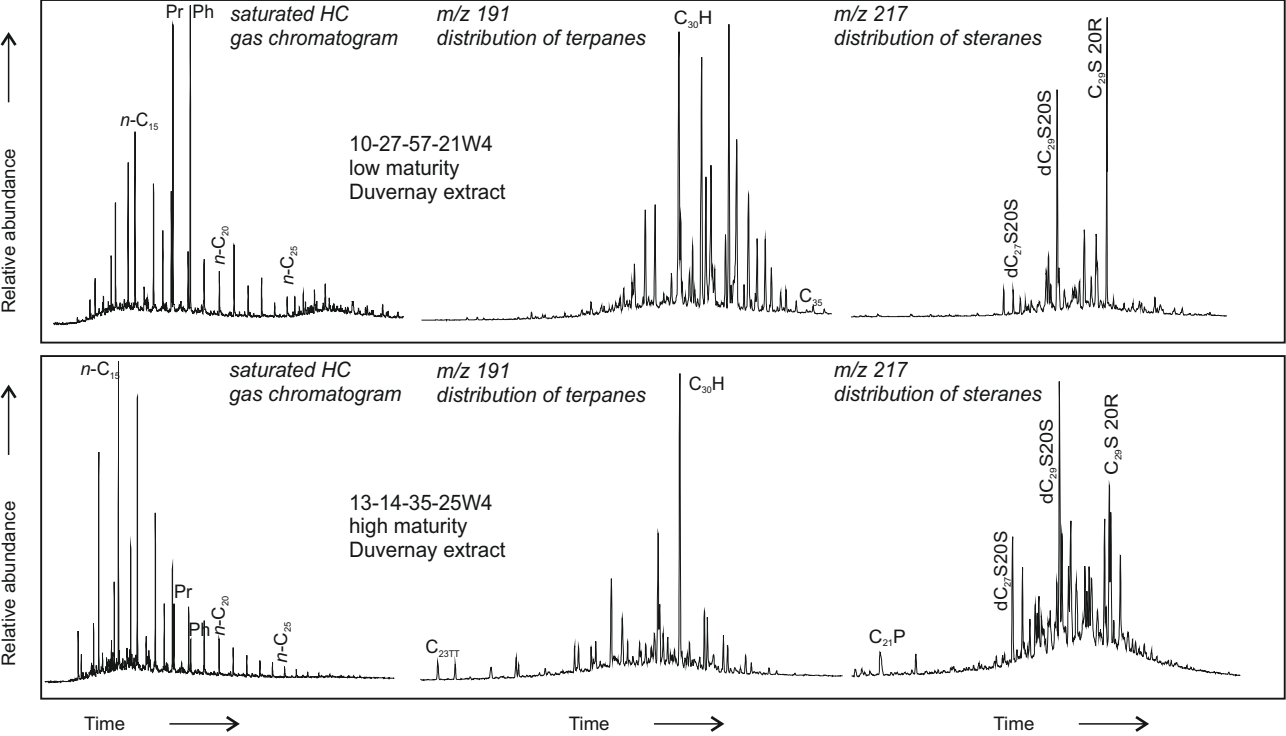 Relative abundance
Pr Ph
saturated HC
gas chromatogram
n-C₁₅
n-C₂₀
n-C₂₅
10-27-57-21W4
low maturity
Duvernay extract
m/z 191
distribution of terpanes
C₃₀H
C₃₅
m/z 217
distribution of steranes
dC₂₇S20S
dC₂₉S20S
C₂₉S 20R
Relative abundance
n-C₁₅
saturated HC
gas chromatogram
Pr
Ph
n-C₂₀
n-C₂₅
13-14-35-25W4
high maturity
Duvernay extract
m/z 191
distribution of terpanes
C₃₀H
C₂₃TT
m/z 217
distribution of steranes
C₂₁P
dC₂₇S20S
dC₂₉S20S
C₂₉S 20R
Time
Time
Time